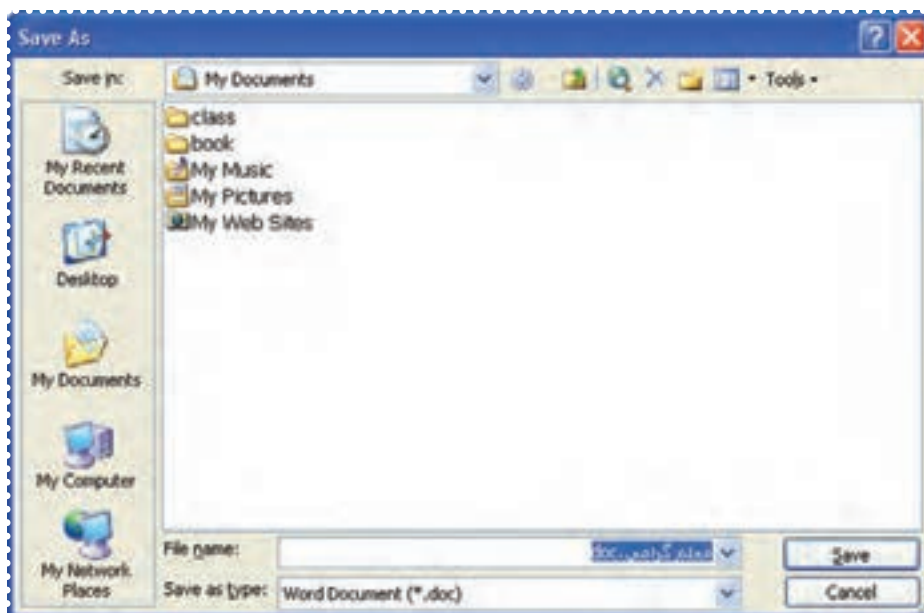 Save As
Save in:
My Documents
Tools
My Recent
Documents
Desktop
My Documents
My Computer
My Network
Places
class
book
My Music
My Pictures
My Web Sites
File name:
Save
Save as type:
Word Document (*.doc)
Cancel